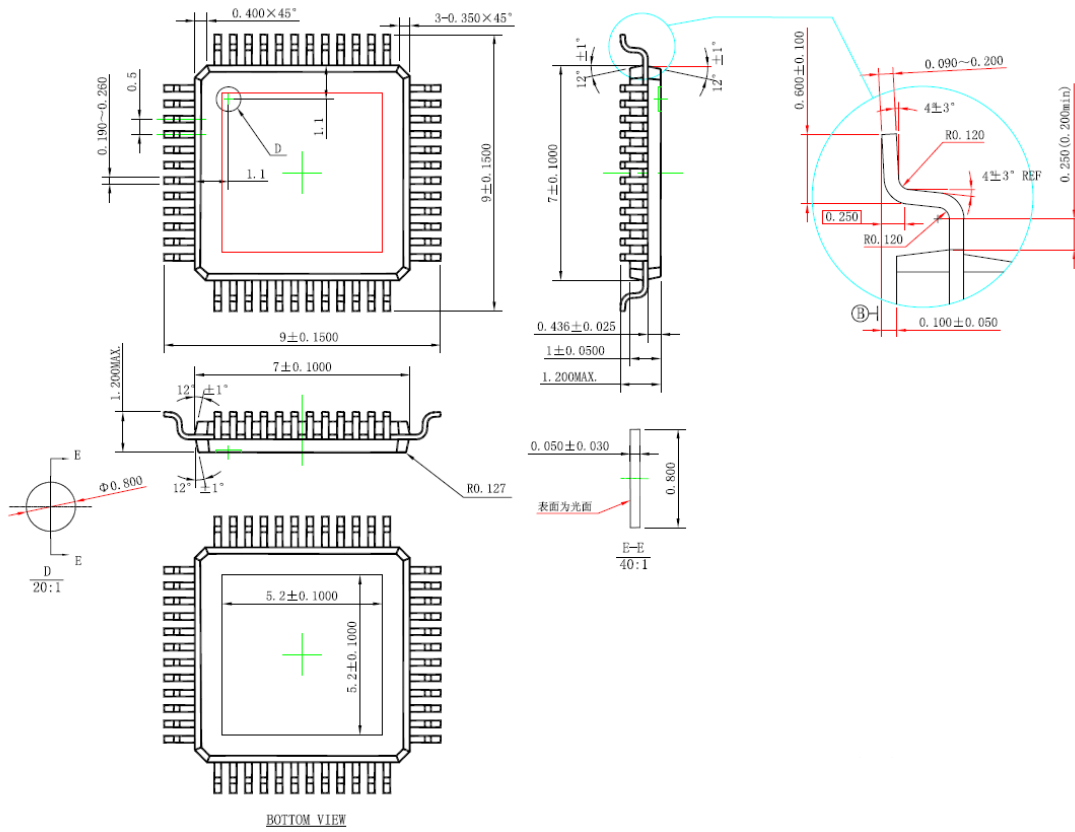 0.400×45°
3-0.350×45°
0.5
0.190~0.260
1.1
1.1
D
9±0.1500
9±0.1500
12° ±1°
12° ±1°
7±0.1000
0.436±0.025
1±0.0500
1.200MAX.
0.600±0.100
0.090~0.200
4°±3°
R0.120
4°±3° REF
0.250
R0.120
0.250(0.200min)
B
0.100±0.050
7±0.1000
1.200MAX.
12° ±1°
12° ±1°
R0.127
E
Φ0.800
E
D
20:1
0.050±0.030
0.800
表面为光面
E-E
40:1
5.2±0.1000
5.2±0.1000
BOTTOM VIEW